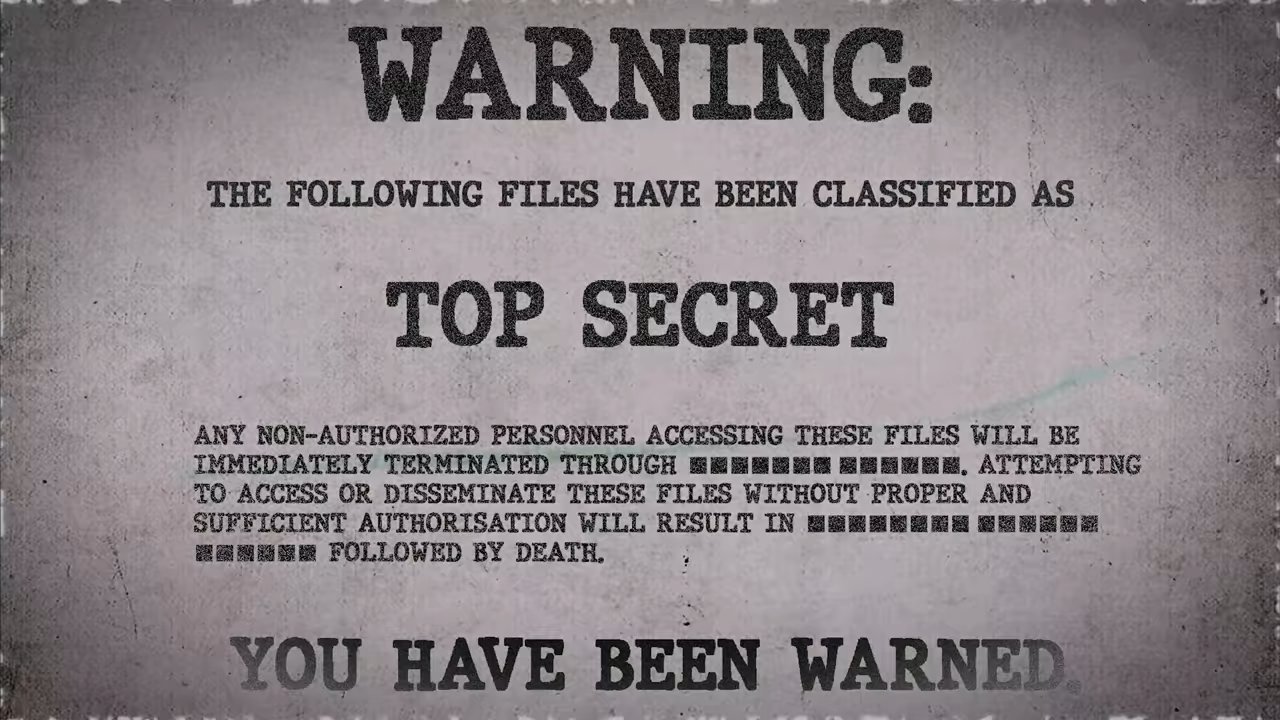 WARNING:
THE FOLLOWING FILES HAVE BEEN CLASSIFIED AS
TOP SECRET
ANY NON-AUTHORIZED PERSONNEL ACCESSING THESE FILES WILL BE
IMMEDIATELY TERMINATED THROUGH ■■■■■■■ ■■■■■■. ATTEMPTING
TO ACCESS OR DISSEMINATE THESE FILES WITHOUT PROPER AND
SUFFICIENT AUTHORISATION WILL RESULT IN ■■■■■■■■ ■■■■■■
■■■■■■ FOLLOWED BY DEATH.
YOU HAVE BEEN WARNED.